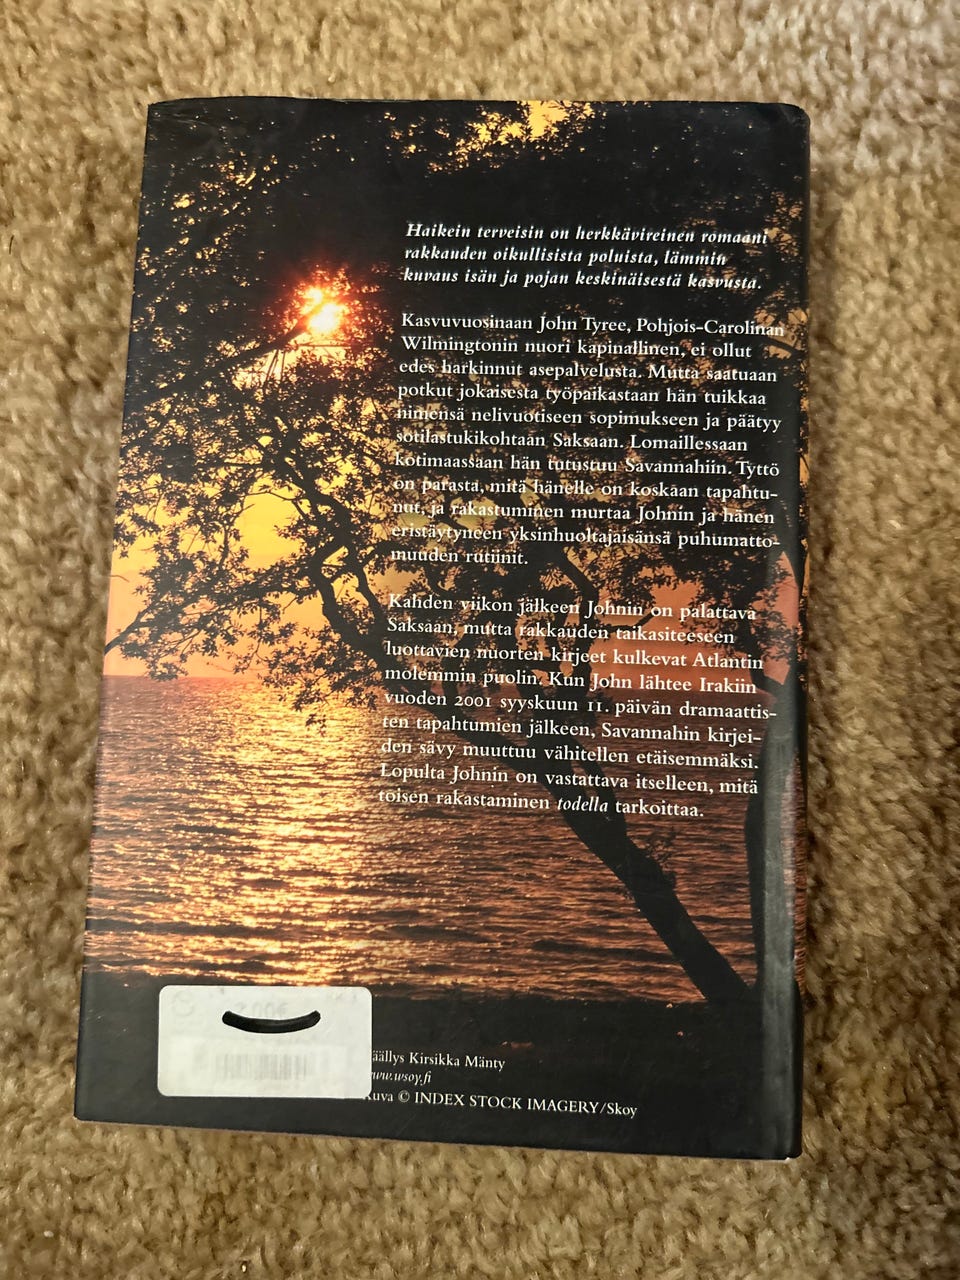 Haikein terveisin on herkkävireinen romaani
rakkauden oikullisista poluista, lämmin
kuvaus isän ja pojan keskinäisestä kasvusta.
Kasvuvuosinaan John Tyree, Pohjois-Carolinan
Wilmingtonin nuori kapinallinen, ei ollut
edes harkinnut asepalvelusta. Mutta saatuaan
potkut jokaisesta työpaikastaan hän tuikkaa
nimensä nelivuotiseen sopimukseen ja päätyy
sotilastukikohtaan Saksaan. Lomaillessaan
kotimaassaan hän tutustuu Savannahiin. Tyttö
on parasta, mitä hänelle on koskaan tapahtu-
nut, ja rakastuminen murtaa Johnin ja hänen
eristäytyneen yksinhuoltajaisänsä puhumatto-
muuden rutiinit.
Kahden viikon jälkeen Johnin on palattava
Saksaan, mutta rakkauden taikasiteeseen
luottavien nuorten kirjeet kulkevat Atlantin
molemmin puolin. Kun John lähtee Irakiin
vuoden 2001 syyskuun 11. päivän dramaattis-
ten tapahtumien jälkeen, Savannahin kirjei-
den sävy muuttuu vähitellen etäisemmäksi.
Lopulta Johnin on vastattava itselleen, mitä
toisen rakastaminen todella tarkoittaa.
äällys Kirsikka Mänty
www.wsoy.fi
Kuva © INDEX STOCK IMAGERY/Skoy